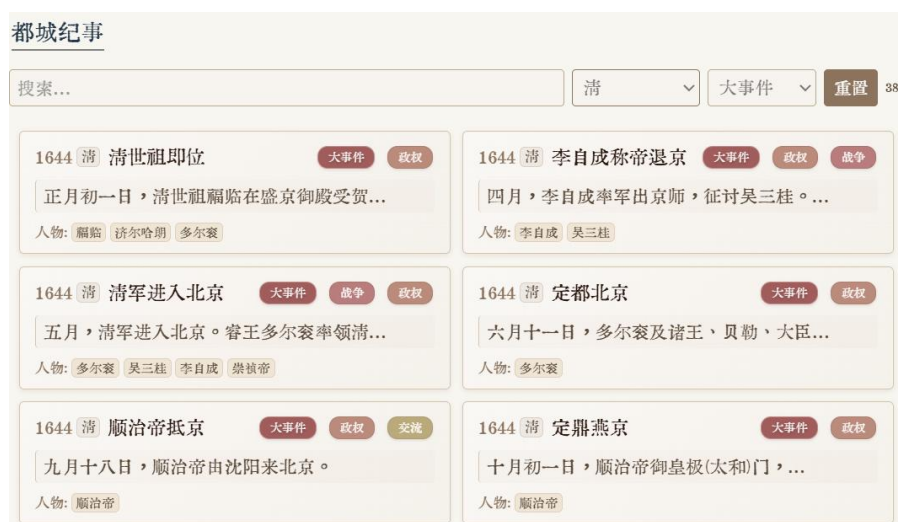 都城纪事
搜索... 清 大事件 重置 38
1644 清 清世祖即位 大事件 政权
正月初一日，清世祖福临在盛京御殿受贺...
人物: 福临 济尔哈朗 多尔衮
1644 清 李自成称帝退京 大事件 政权 战争
四月，李自成率军出京师，征讨吴三桂。...
人物: 李自成 吴三桂
1644 清 清军进入北京 大事件 战争 政权
五月，清军进入北京。睿王多尔衮率领清...
人物: 多尔衮 吴三桂 李自成 崇祯帝
1644 清 定都北京 大事件 政权
六月十一日，多尔衮及诸王、贝勒、大臣...
人物: 多尔衮
1644 清 顺治帝抵京 大事件 政权 交流
九月十八日，顺治帝由沈阳来北京。
人物: 顺治帝
1644 清 定鼎燕京 大事件 政权
十月初一日，顺治帝御皇极(太和)门，...
人物: 顺治帝